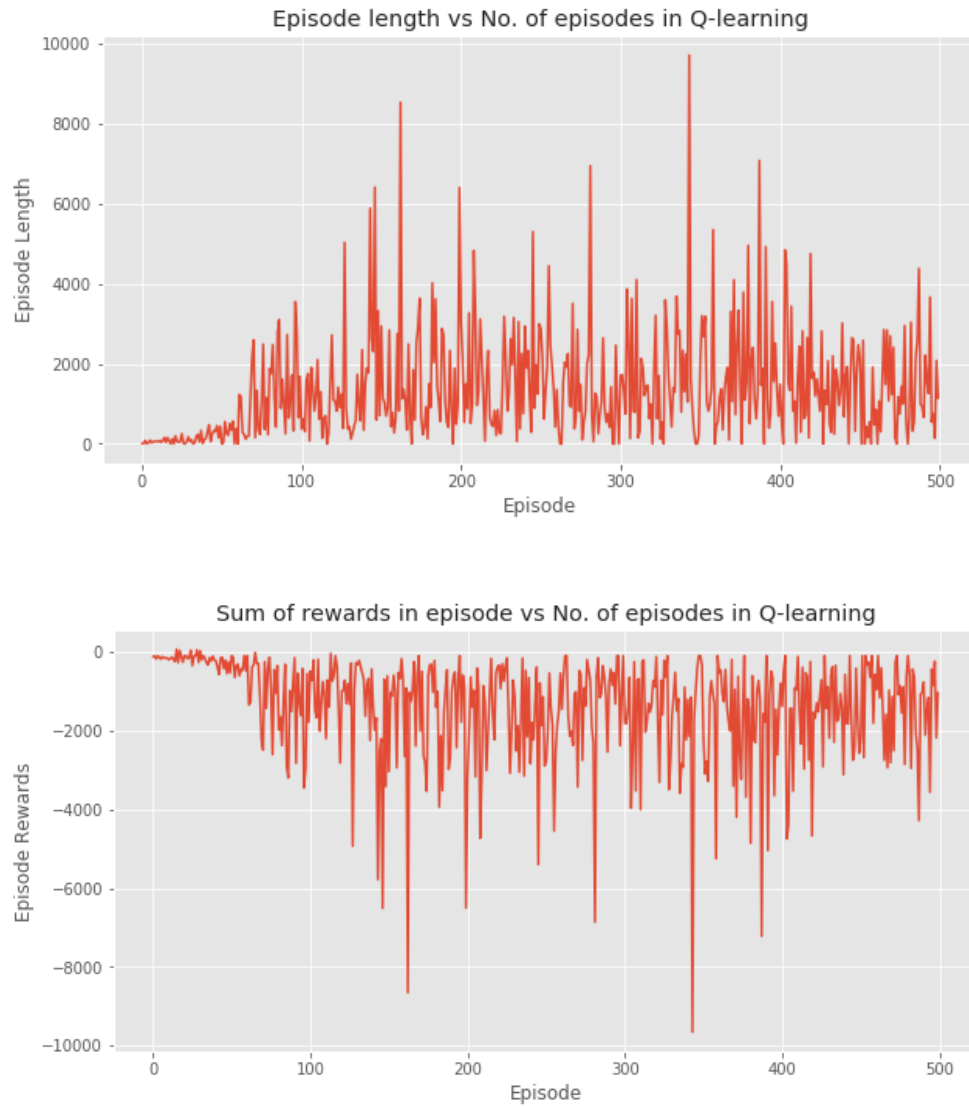 Episode length vs No. of episodes in Q-learning
10000
8000
6000
4000
2000
0
Episode Length
0 100 200 300 400 500
Episode
Sum of rewards in episode vs No. of episodes in Q-learning
0
−2000
−4000
−6000
−8000
−10000
Episode Rewards
0 100 200 300 400 500
Episode